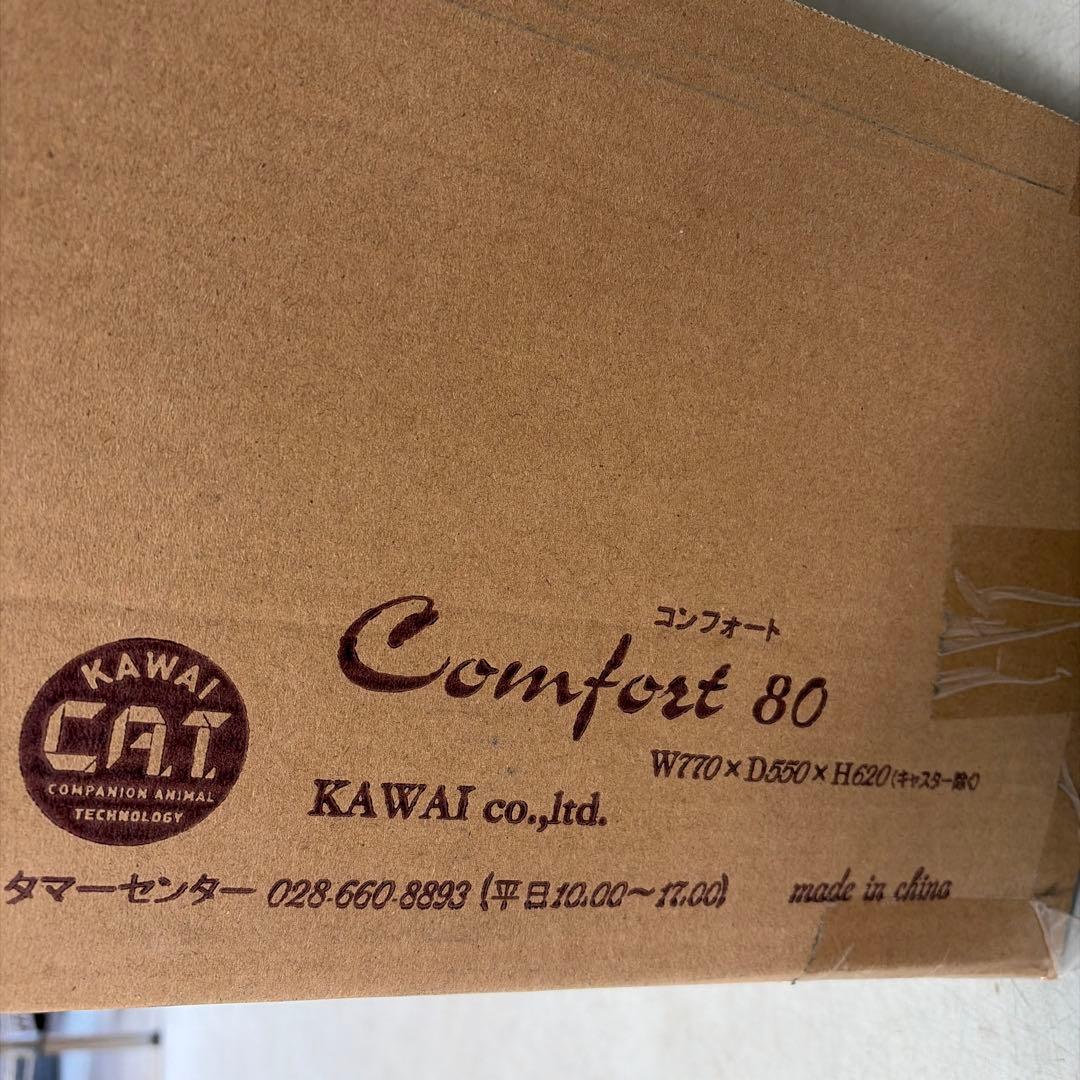 コンフォート
Comfort 80
W770×D550×H620(キャスター除く)
KAWAI
C.A.T.
COMPANION ANIMAL
TECHNOLOGY
KAWAI co.,ltd.
タマーセンター 028-660-8893 (平日10:00～17:00)
made in china